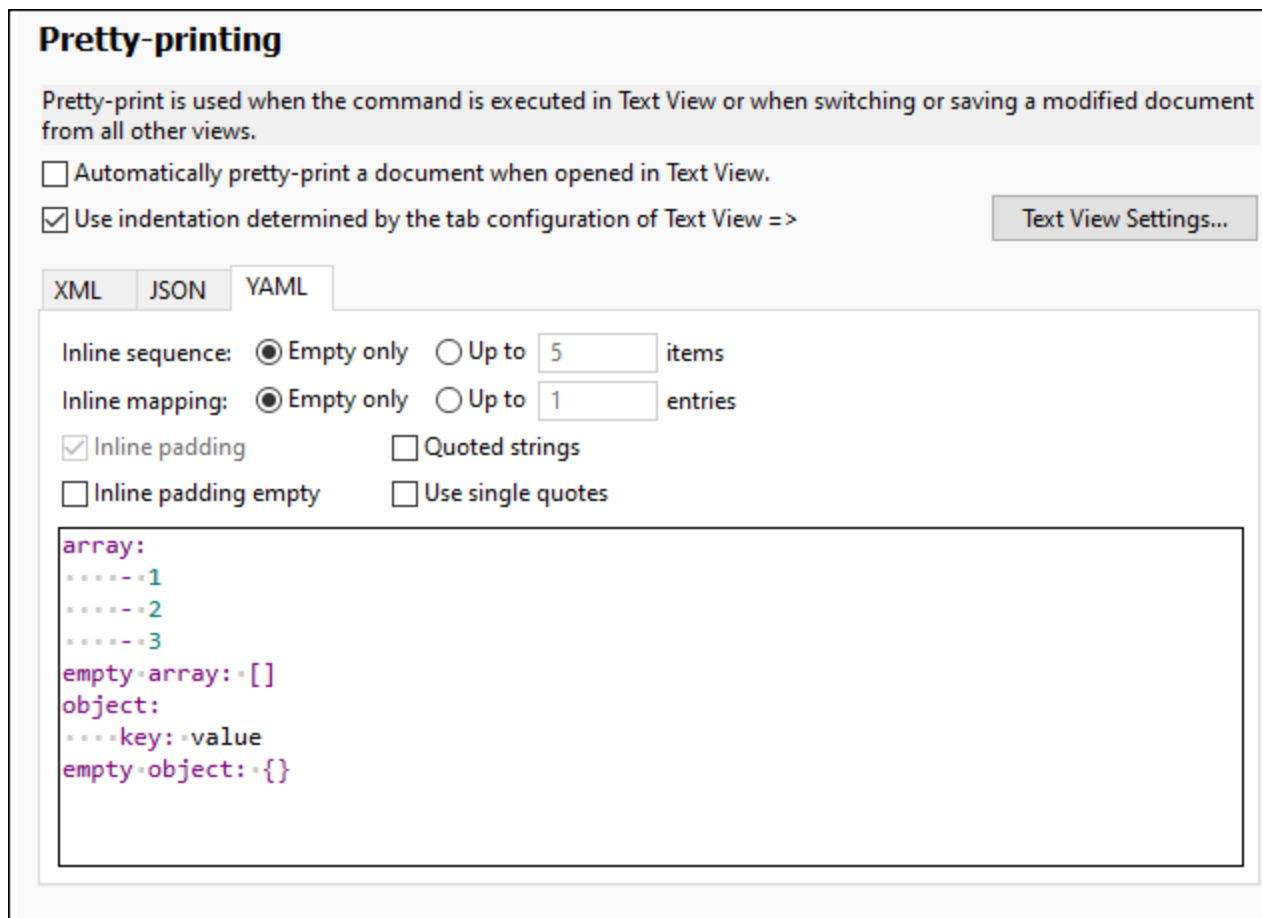 Pretty-printing
Pretty-print is used when the command is executed in Text View or when switching or saving a modified document
from all other views.
Automatically pretty-print a document when opened in Text View.
Use indentation determined by the tab configuration of Text View => Text View Settings...
XML JSON YAML
Inline sequence: Empty only Up to 5 items
Inline mapping: Empty only Up to 1 entries
Inline padding Quoted strings
Inline padding empty Use single quotes
array:
····-·1
····-·2
····-·3
empty·array:·[]
object:
····key:·value
empty·object:·{}